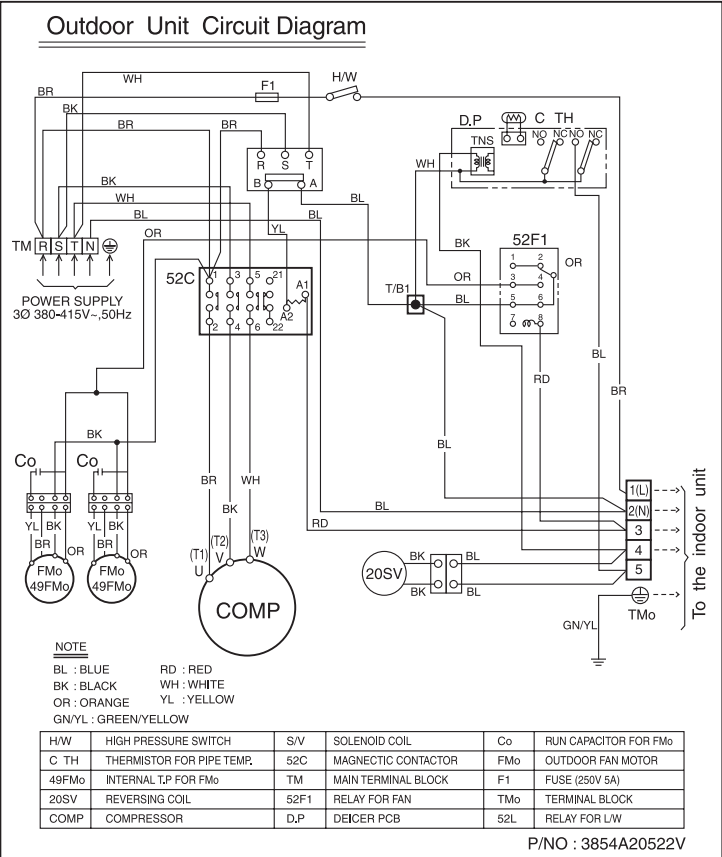 Outdoor Unit Circuit Diagram
WH
F1
H/W
BR
BK
BR
BR
D.P
C TH
NO NC NO NC
TNS
WH
R S T
B A
BK
WH
BL
OR
YL
BL
BL
BK
52F1
TM R S T N
POWER SUPPLY
3Ø 380-415V~,50Hz
52C
1 3 5 21
A1
A2
2 4 6 22
T/B1
OR
BL
1 2
3 4
5 6
7 8
OR
RD
BL
BR
BK
Co
Co
BR
BK
WH
BL
BL
RD
YL BK
BR
OR
YL BK
BR
OR
FMo
49FMo
FMo
49FMo
(T1)
U
(T2)
V
(T3)
W
COMP
20SV
BK
BL
BK
BL
1(L)
2(N)
3
4
5
TMo
GN/YL
To the indoor unit
NOTE
BL : BLUE
BK : BLACK
OR : ORANGE
GN/YL : GREEN/YELLOW
RD : RED
WH : WHITE
YL : YELLOW
H/W HIGH PRESSURE SWITCH S/V SOLENOID COIL Co RUN CAPACITOR FOR FMo
C TH THERMISTOR FOR PIPE TEMP. 52C MAGNECTIC CONTACTOR FMo OUTDOOR FAN MOTOR
49FMo INTERNAL T.P FOR FMo TM MAIN TERMINAL BLOCK F1 FUSE (250V 5A)
20SV REVERSING COIL 52F1 RELAY FOR FAN TMo TERMINAL BLOCK
COMP COMPRESSOR D.P DEICER PCB 52L RELAY FOR L/W
P/NO : 3854A20522V